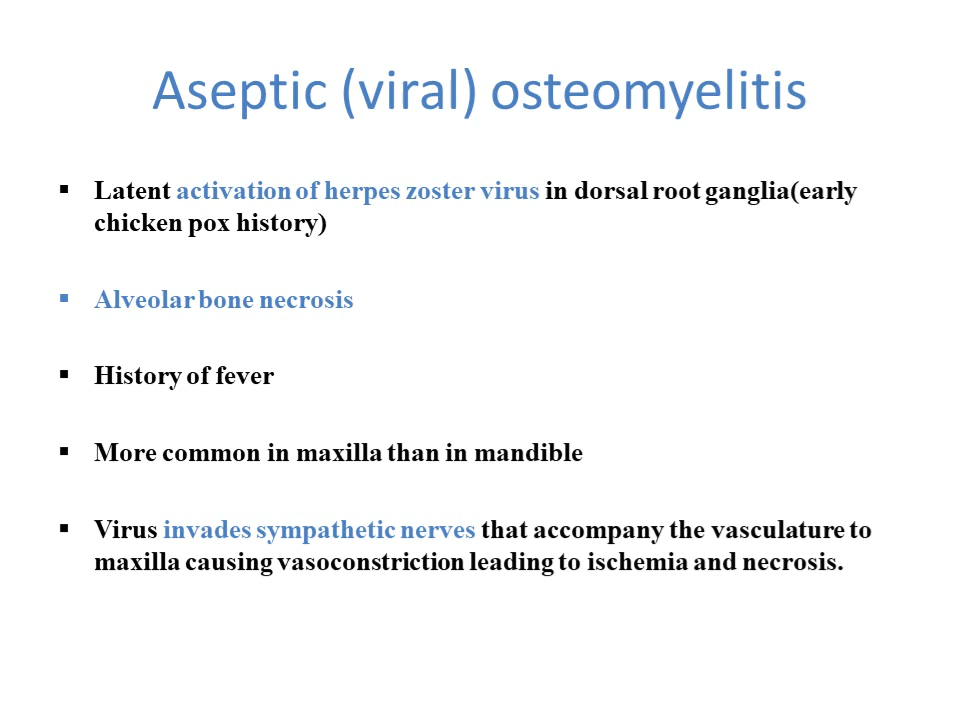 Aseptic (viral) osteomyelitis
▪ Latent activation of herpes zoster virus in dorsal root ganglia(early
chicken pox history)
▪ Alveolar bone necrosis
▪ History of fever
▪ More common in maxilla than in mandible
▪ Virus invades sympathetic nerves that accompany the vasculature to
maxilla causing vasoconstriction leading to ischemia and necrosis.